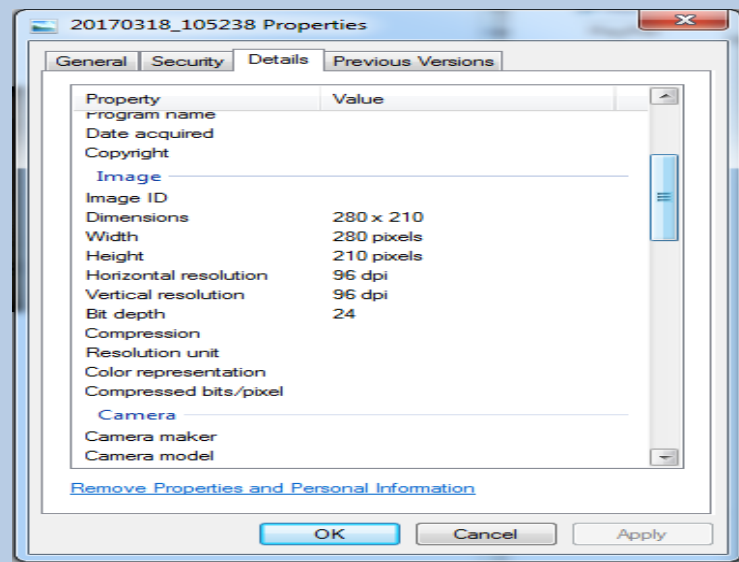 20170318_105238 Properties
General Security Details Previous Versions
Property Value
Program name
Date acquired
Copyright
Image
Image ID
Dimensions 280 x 210
Width 280 pixels
Height 210 pixels
Horizontal resolution 96 dpi
Vertical resolution 96 dpi
Bit depth 24
Compression
Resolution unit
Color representation
Compressed bits/pixel
Camera
Camera maker
Camera model
Remove Properties and Personal Information
OK Cancel Apply